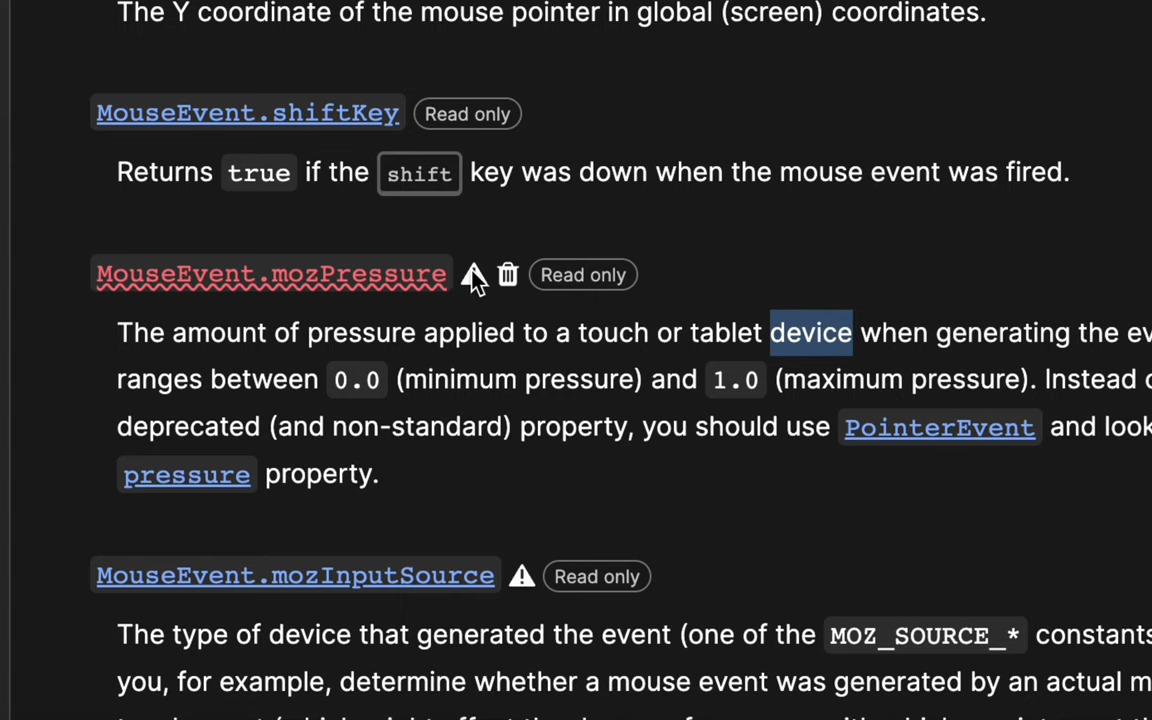 The Y coordinate of the mouse pointer in global (screen) coordinates.
MouseEvent.shiftKey Read only
Returns true if the shift key was down when the mouse event was fired.
MouseEvent.mozPressure Read only
The amount of pressure applied to a touch or tablet device when generating the
ranges between 0.0 (minimum pressure) and 1.0 (maximum pressure). Instead
deprecated (and non-standard) property, you should use PointerEvent and look
pressure property.
MouseEvent.mozInputSource Read only
The type of device that generated the event (one of the MOZ_SOURCE_* constants
you, for example, determine whether a mouse event was generated by an actual